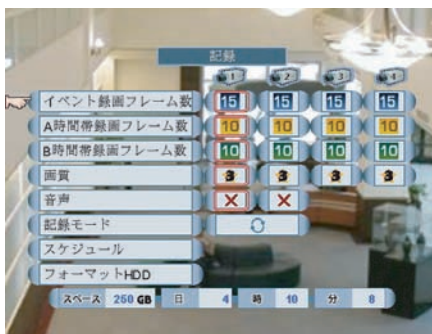 記録
1 2 3 4
イベント録画フレーム数 15 15 15 15
A時間帯録画フレーム数 10 10 10 10
B時間帯録画フレーム数 10 10 10 10
画質 3 3 3 3
音声
記録モード
スケジュール
フォーマットHDD
スペース 250 GB 日 4 時 10 分 8